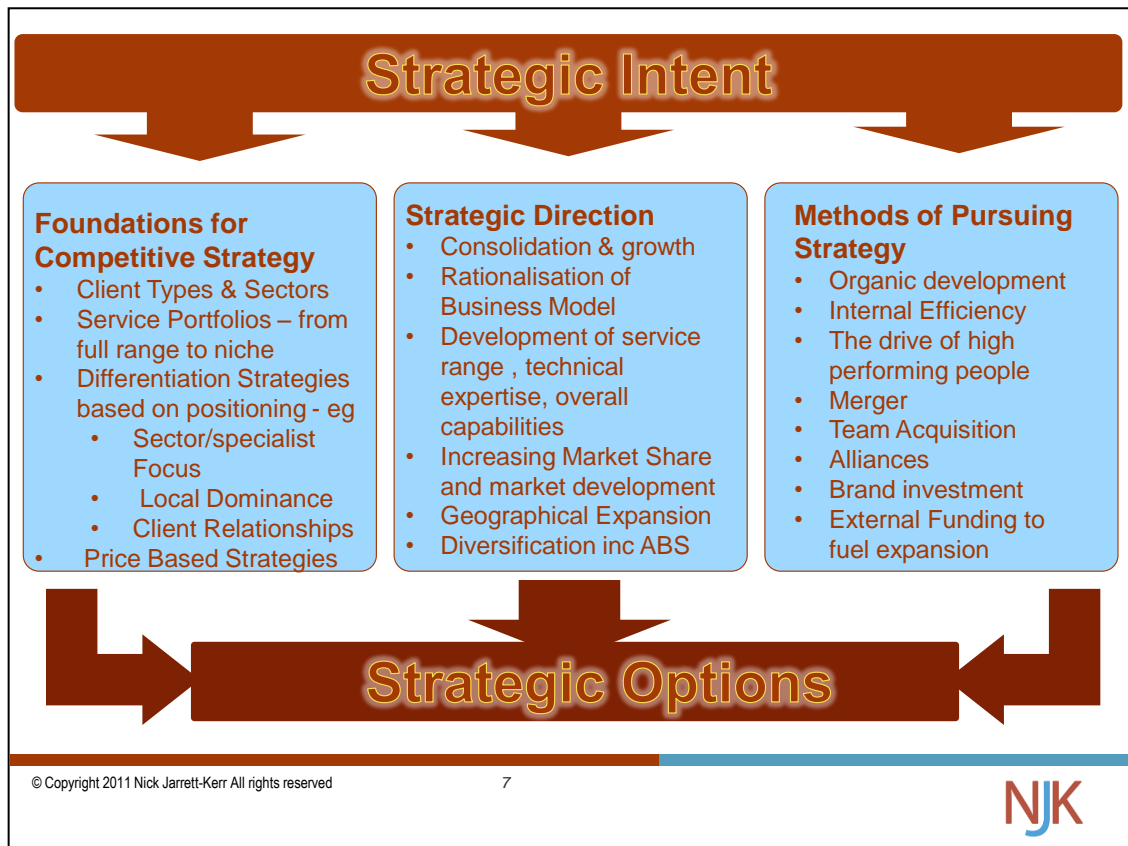 Strategic Intent
Foundations for
Competitive Strategy
• Client Types & Sectors
• Service Portfolios – from
full range to niche
• Differentiation Strategies
based on positioning - eg
• Sector/specialist
Focus
• Local Dominance
• Client Relationships
• Price Based Strategies
Strategic Direction
• Consolidation & growth
• Rationalisation of
Business Model
• Development of service
range , technical
expertise, overall
capabilities
• Increasing Market Share
and market development
• Geographical Expansion
• Diversification inc ABS
Methods of Pursuing
Strategy
• Organic development
• Internal Efficiency
• The drive of high
performing people
• Merger
• Team Acquisition
• Alliances
• Brand investment
• External Funding to
fuel expansion
Strategic Options
© Copyright 2011 Nick Jarrett-Kerr All rights reserved
7
NJK